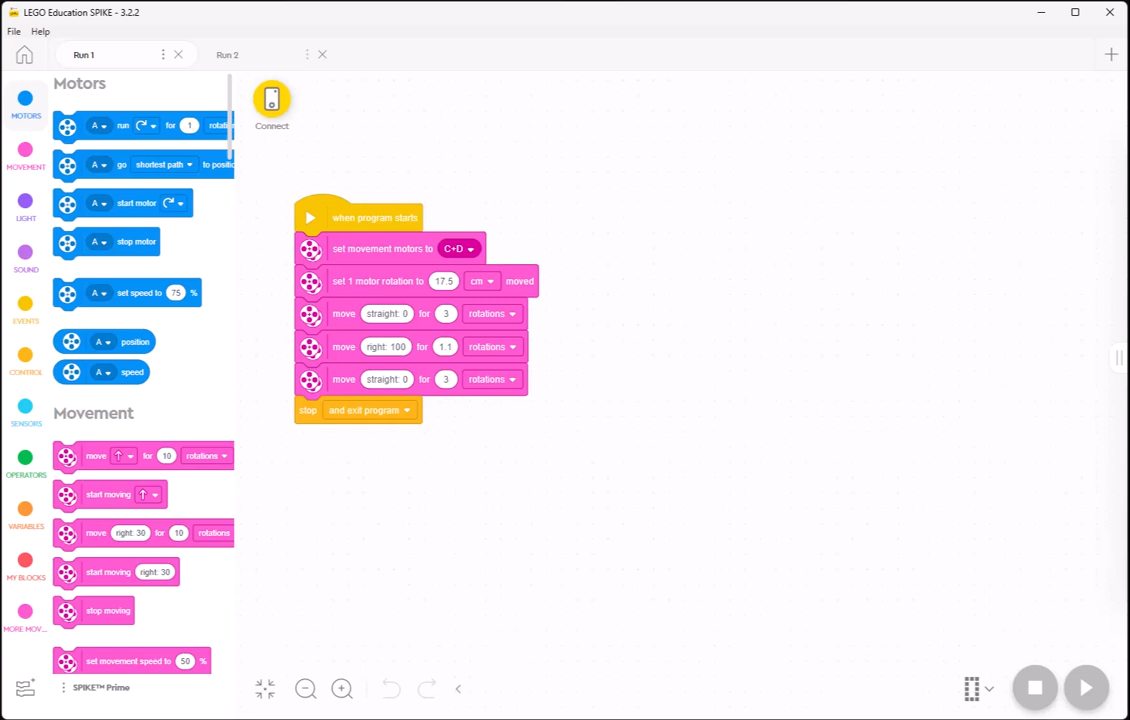 LEGO Education SPIKE - 3.2.2
File Help
Run 1
Run 2
MOTORS
MOVEMENT
LIGHT
SOUND
EVENTS
CONTROL
SENSORS
OPERATORS
VARIABLES
MY BLOCKS
MORE MOV...
Motors
A run for 1
A go shortest path to
A start motor
A stop motor
A set speed to 75 %
A position
A speed
Movement
move for 10 rotations
start moving
move right: 30 for 10 rotations
start moving right: 30
stop moving
set movement speed to 50 %
SPIKE™ Prime
Connect
when program starts
set movement motors to C+D
set 1 motor rotation to 17.5 cm moved
move straight: 0 for 3 rotations
move right: 100 for 1.1 rotations
move straight: 0 for 3 rotations
stop and exit program